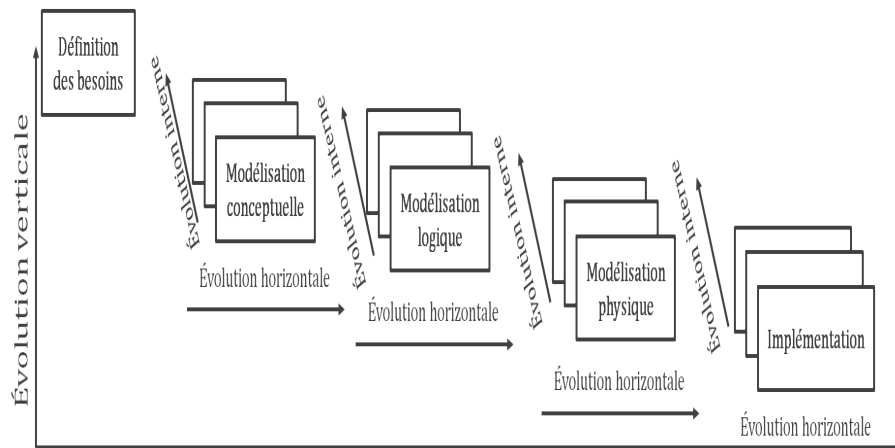 Évolution verticale
Définition
des besoins
Évolution interne
Modélisation
conceptuelle
Évolution horizontale
Évolution interne
Modélisation
logique
Évolution horizontale
Évolution interne
Modélisation
physique
Évolution horizontale
Évolution interne
Implémentation
Évolution horizontale